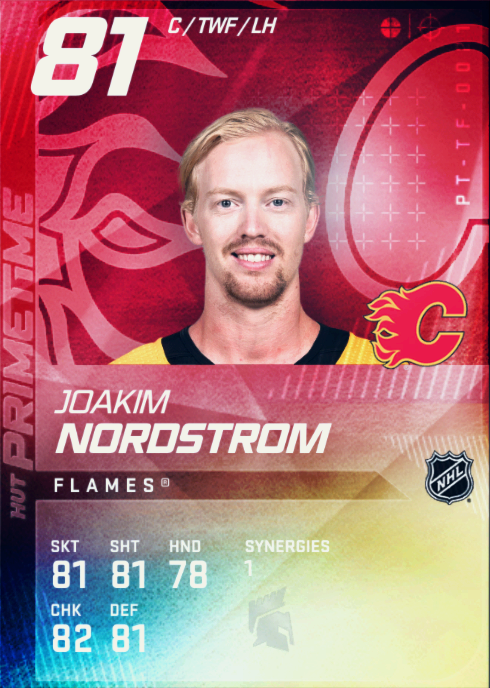 81
C / TWF / LH
PT-TF-001
HUT PRIMETIME
JOAKIM
NORDSTROM
FLAMES®
NHL
SKT SHT HND SYNERGIES
81 81 78 1
CHK DEF
82 81